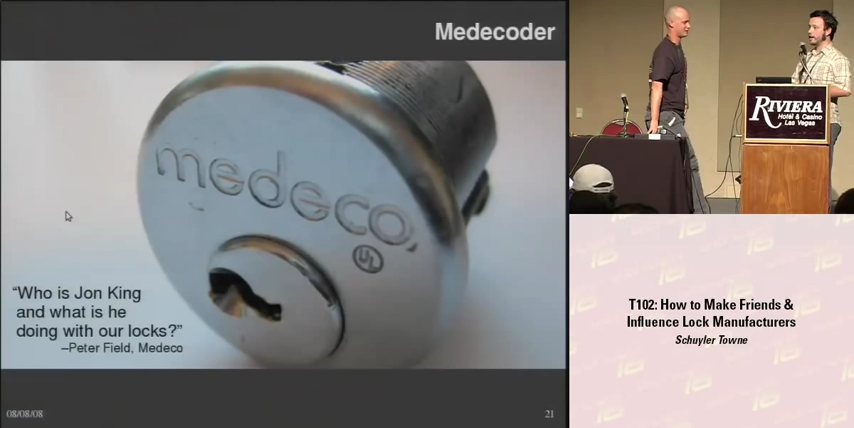 Medecoder
medeco
UL
“Who is Jon King
and what is he
doing with our locks?”
–Peter Field, Medeco
08/08/08
21
RIVIERA
Hotel & Casino
Las Vegas
T102: How to Make Friends &
Influence Lock Manufacturers
Schuyler Towne